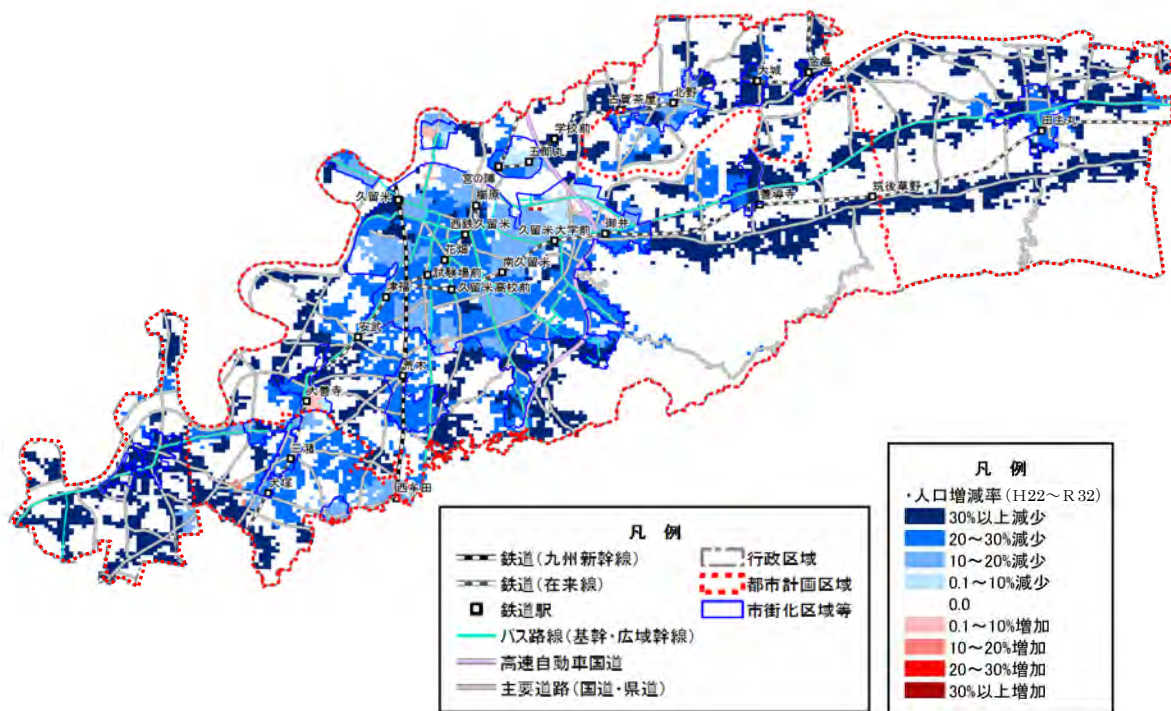 金島
大城
古賀茶屋
北野
田主丸
学校前
五郎丸
宮の陣
久留米
櫛原
善導寺
筑後草野
西鉄久留米
久留米大学前
御井
花畑
南久留米
試験場前
津福
久留米高校前
安武
荒木
大善寺
三潴
犬塚
西牟田
凡 例
鉄道(九州新幹線)
鉄道(在来線)
鉄道駅
バス路線(基幹・広域幹線)
高速自動車国道
主要道路(国道・県道)
行政区域
都市計画区域
市街化区域等
凡 例
・人口増減率(H22~R32)
30%以上減少
20~30%減少
10~20%減少
0.1~10%減少
0.0
0.1~10%増加
10~20%増加
20~30%増加
30%以上増加